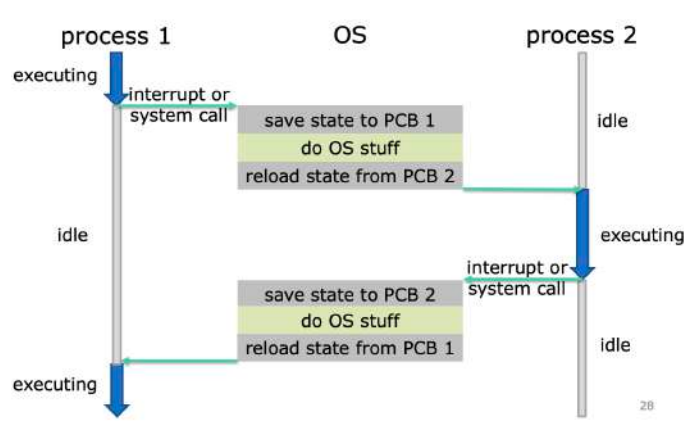 process 1
OS
process 2
executing
interrupt or
system call
save state to PCB 1
do OS stuff
reload state from PCB 2
idle
idle
executing
interrupt or
system call
save state to PCB 2
do OS stuff
reload state from PCB 1
idle
executing
28